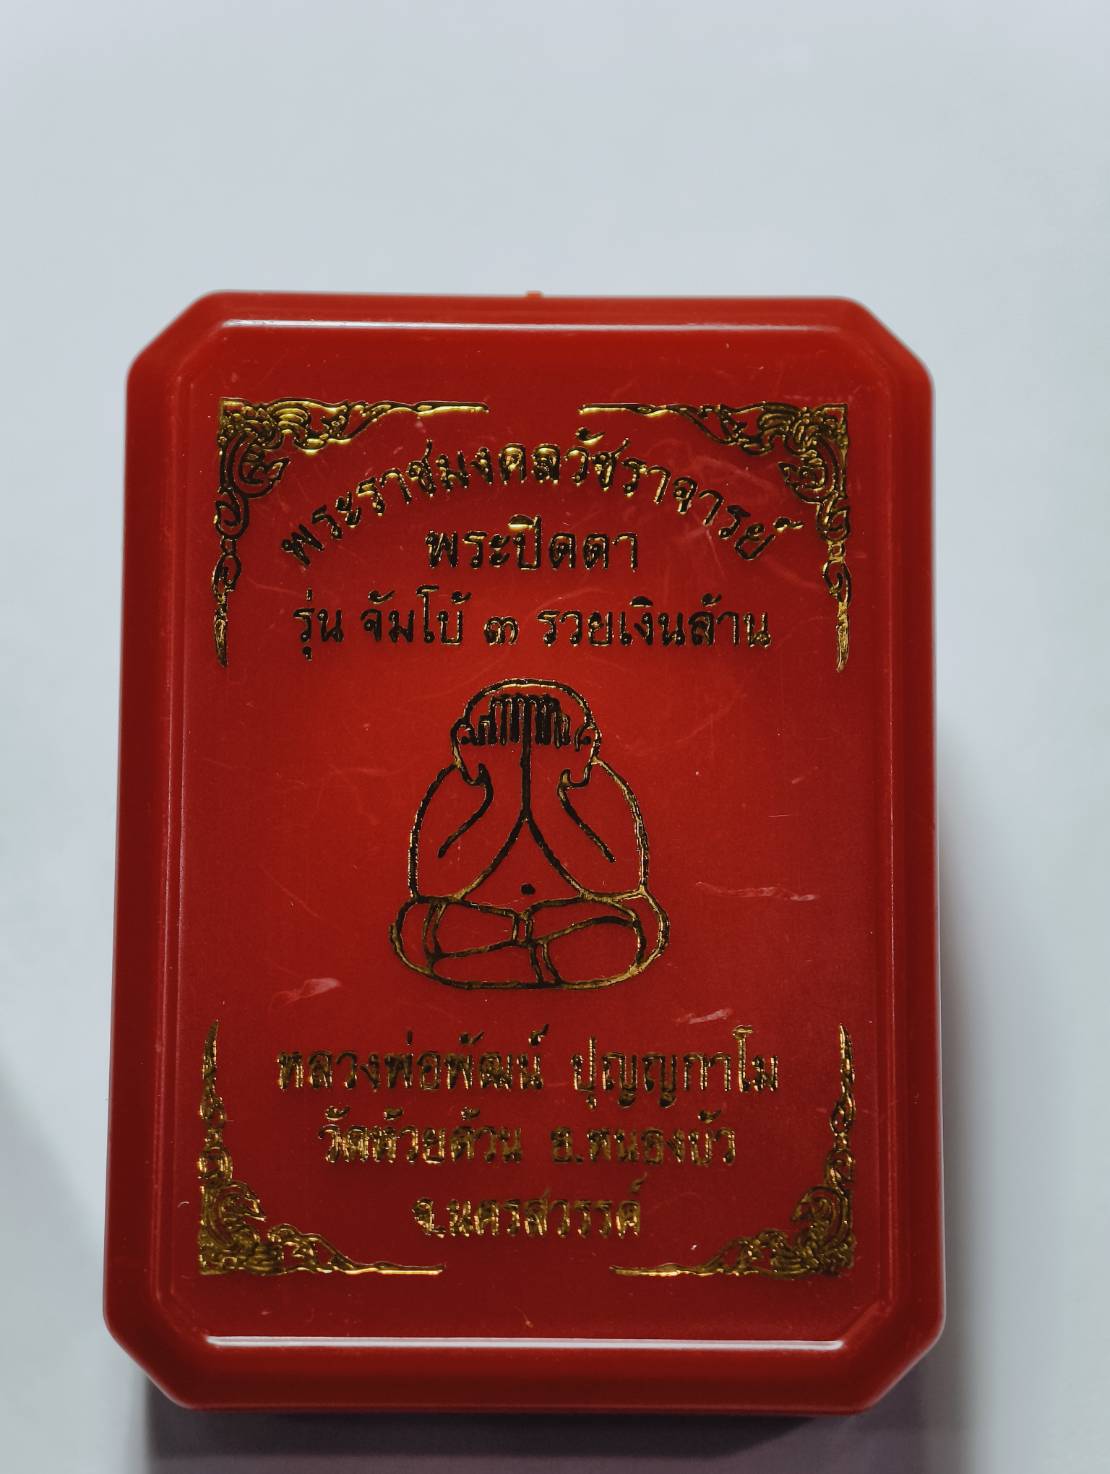 พระราชมงคลวัชราจารย์
พระปิดตา
รุ่น จัมโบ้ ๓ รวยเงินล้าน
หลวงพ่อพัฒน์ ปุญญกาโม
วัดห้วยด้วน อ.หนองบัว
จ.นครสวรรค์